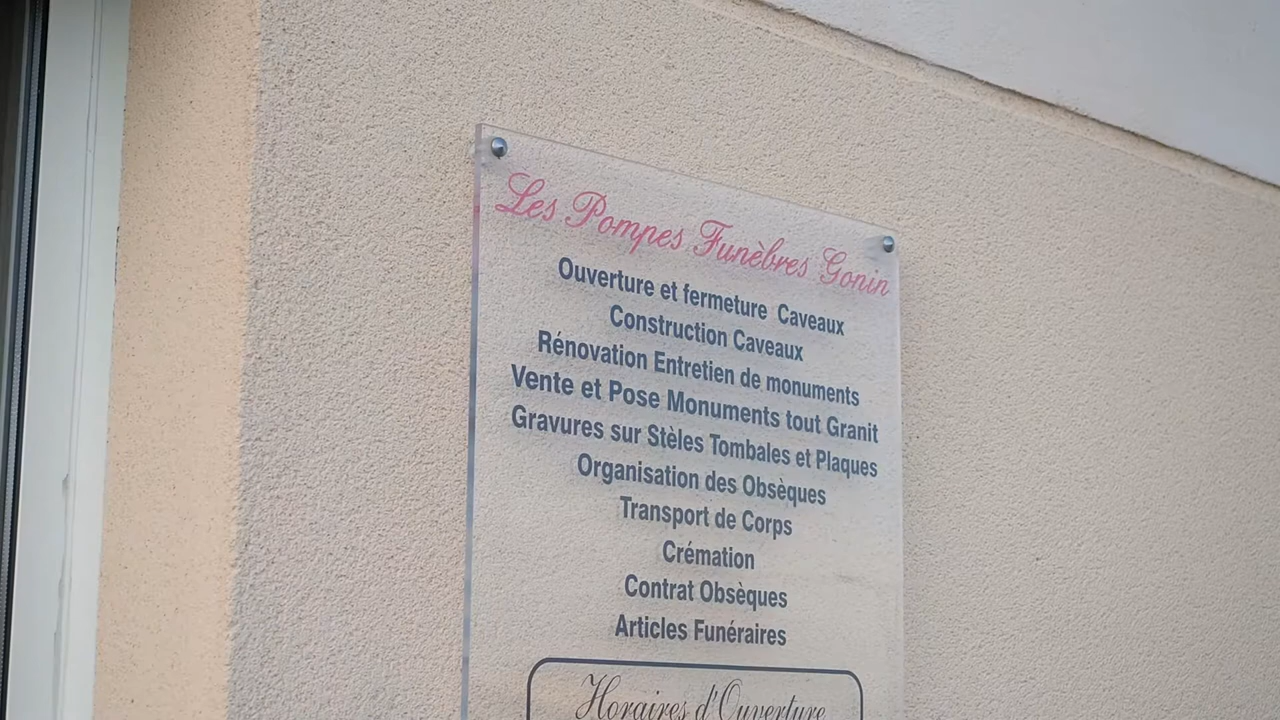 Les Pompes Funèbres Gonin
Ouverture et fermeture Caveaux
Construction Caveaux
Rénovation Entretien de monuments
Vente et Pose Monuments tout Granit
Gravures sur Stèles Tombales et Plaques
Organisation des Obsèques
Transport de Corps
Crémation
Contrat Obsèques
Articles Funéraires
Horaires d'Ouverture